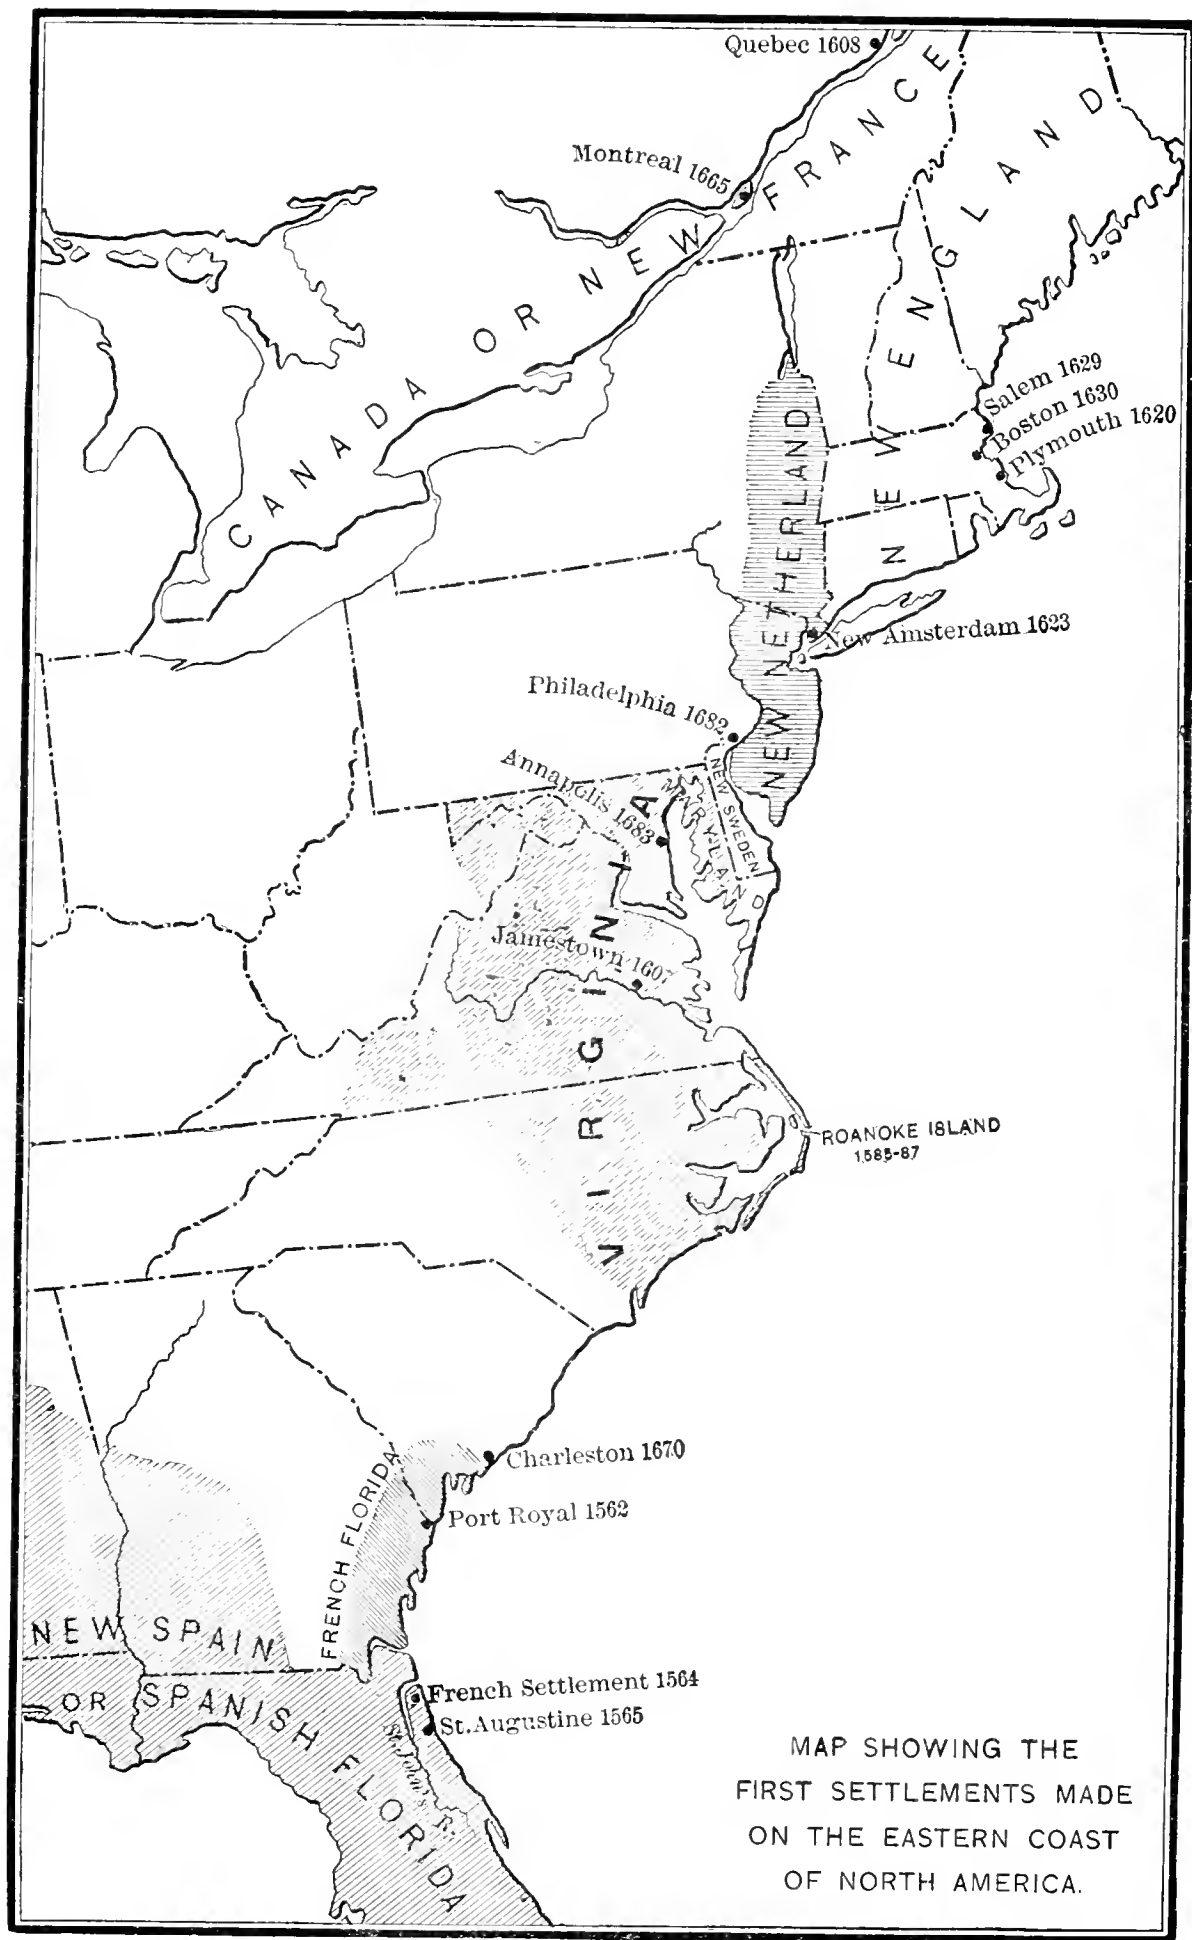 Quebec 1608
Montreal 1665
CANADA OR NEW FRANCE
NEW ENGLAND
Salem 1629
Boston 1630
Plymouth 1620
NEW NETHERLAND
New Amsterdam 1623
Philadelphia 1682
Annapolis 1683
NEW SWEDEN
MARYLAND
VIRGINIA
Jamestown 1607
ROANOKE ISLAND
1585-87
Charleston 1670
FRENCH FLORIDA
Port Royal 1562
NEW SPAIN
OR SPANISH FLORIDA
French Settlement 1564
St. Augustine 1565
St. John's R.
MAP SHOWING THE
FIRST SETTLEMENTS MADE
ON THE EASTERN COAST
OF NORTH AMERICA.